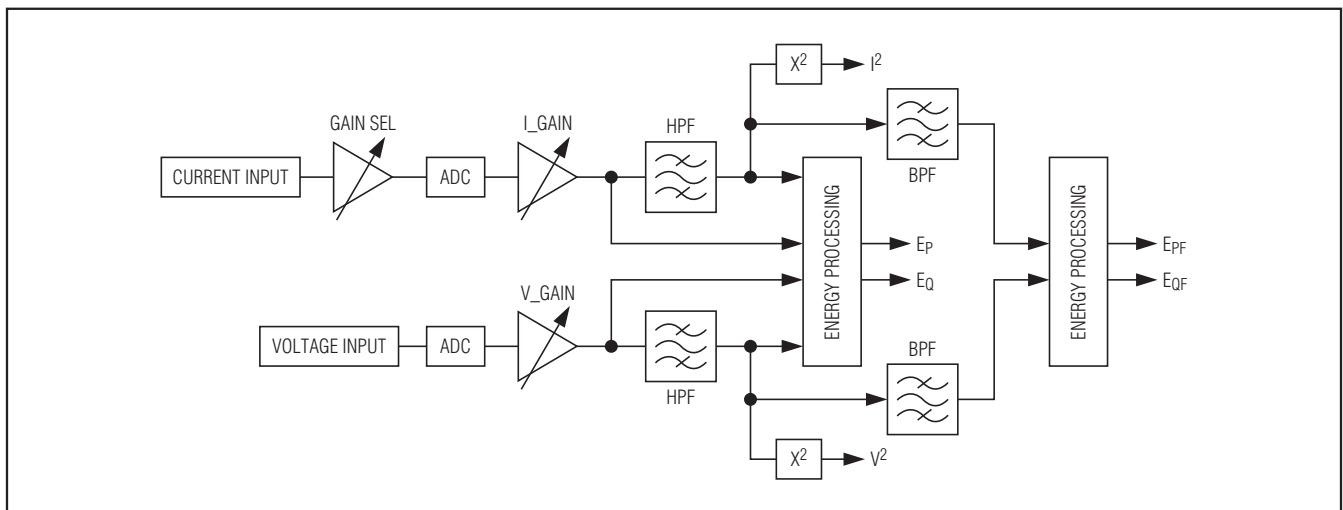 X²
I²
GAIN SEL
I_GAIN
HPF
CURRENT INPUT
ADC
BPF
ENERGY PROCESSING
ENERGY PROCESSING
E_P
E_PF
V_GAIN
E_Q
E_QF
VOLTAGE INPUT
ADC
BPF
HPF
X²
V²